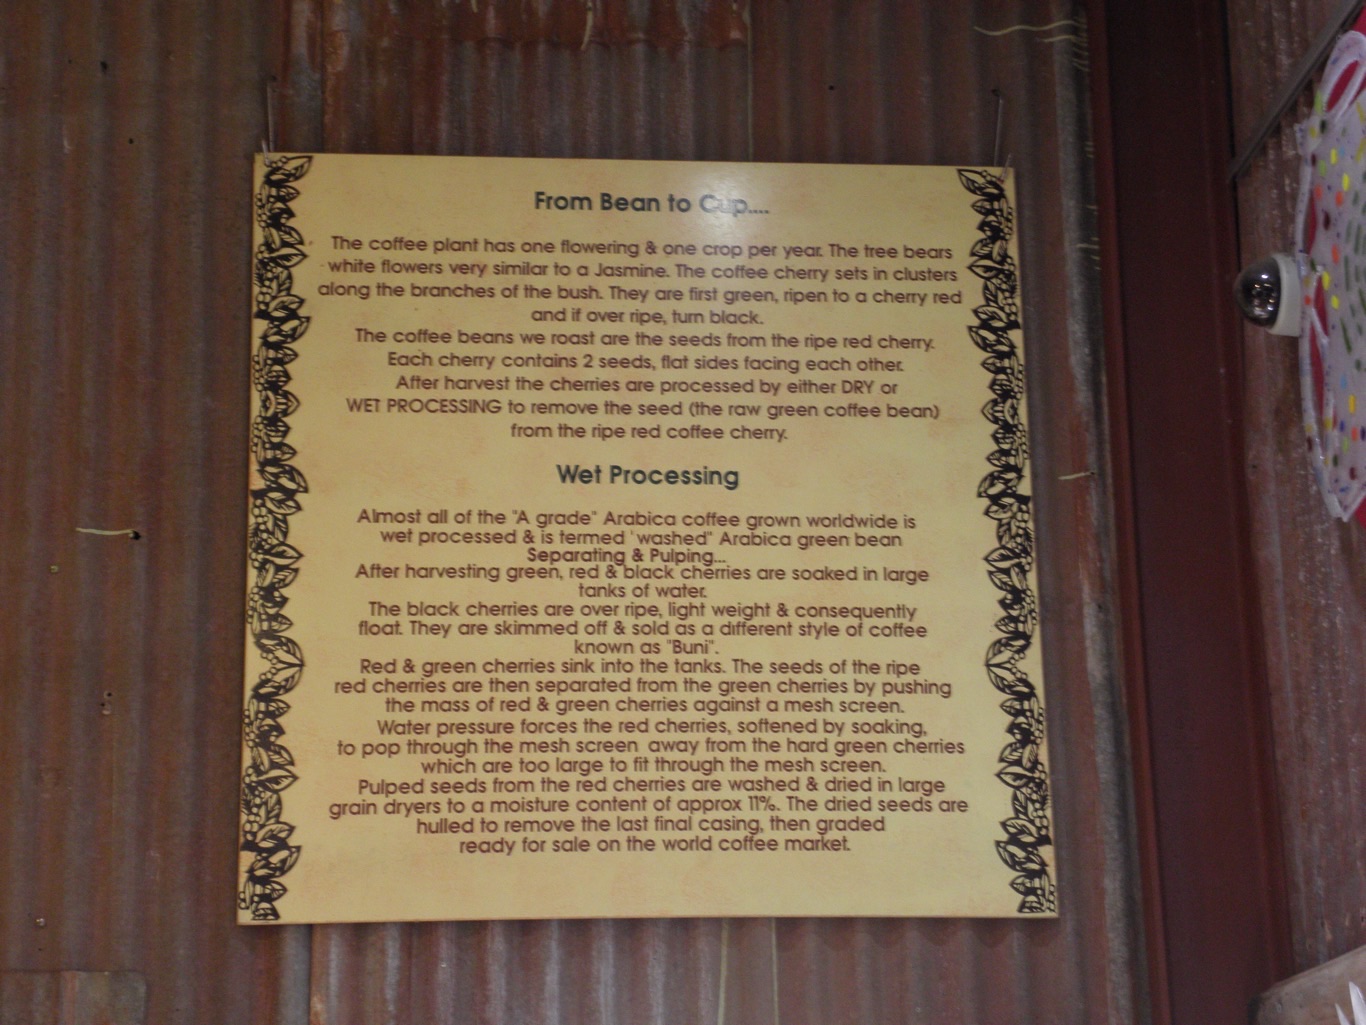 From Bean to Cup....
The coffee plant has one flowering & one crop per year. The tree bears
white flowers very similar to a Jasmine. The coffee cherry sets in clusters
along the branches of the bush. They are first green, ripen to a cherry red
and if over ripe, turn black.
The coffee beans we roast are the seeds from the ripe red cherry.
Each cherry contains 2 seeds, flat sides facing each other.
After harvest the cherries are processed by either DRY or
WET PROCESSING to remove the seed (the raw green coffee bean)
from the ripe red coffee cherry.
Wet Processing
Almost all of the "A grade" Arabica coffee grown worldwide is
wet processed & is termed 'washed" Arabica green bean
Separating & Pulping...
After harvesting green, red & black cherries are soaked in large
tanks of water.
The black cherries are over ripe, light weight & consequently
float. They are skimmed off & sold as a different style of coffee
known as "Buni".
Red & green cherries sink into the tanks. The seeds of the ripe
red cherries are then separated from the green cherries by pushing
the mass of red & green cherries against a mesh screen.
Water pressure forces the red cherries, softened by soaking,
to pop through the mesh screen away from the hard green cherries
which are too large to fit through the mesh screen.
Pulped seeds from the red cherries are washed & dried in large
grain dryers to a moisture content of approx 11%. The dried seeds are
hulled to remove the last final casing, then graded
ready for sale on the world coffee market.